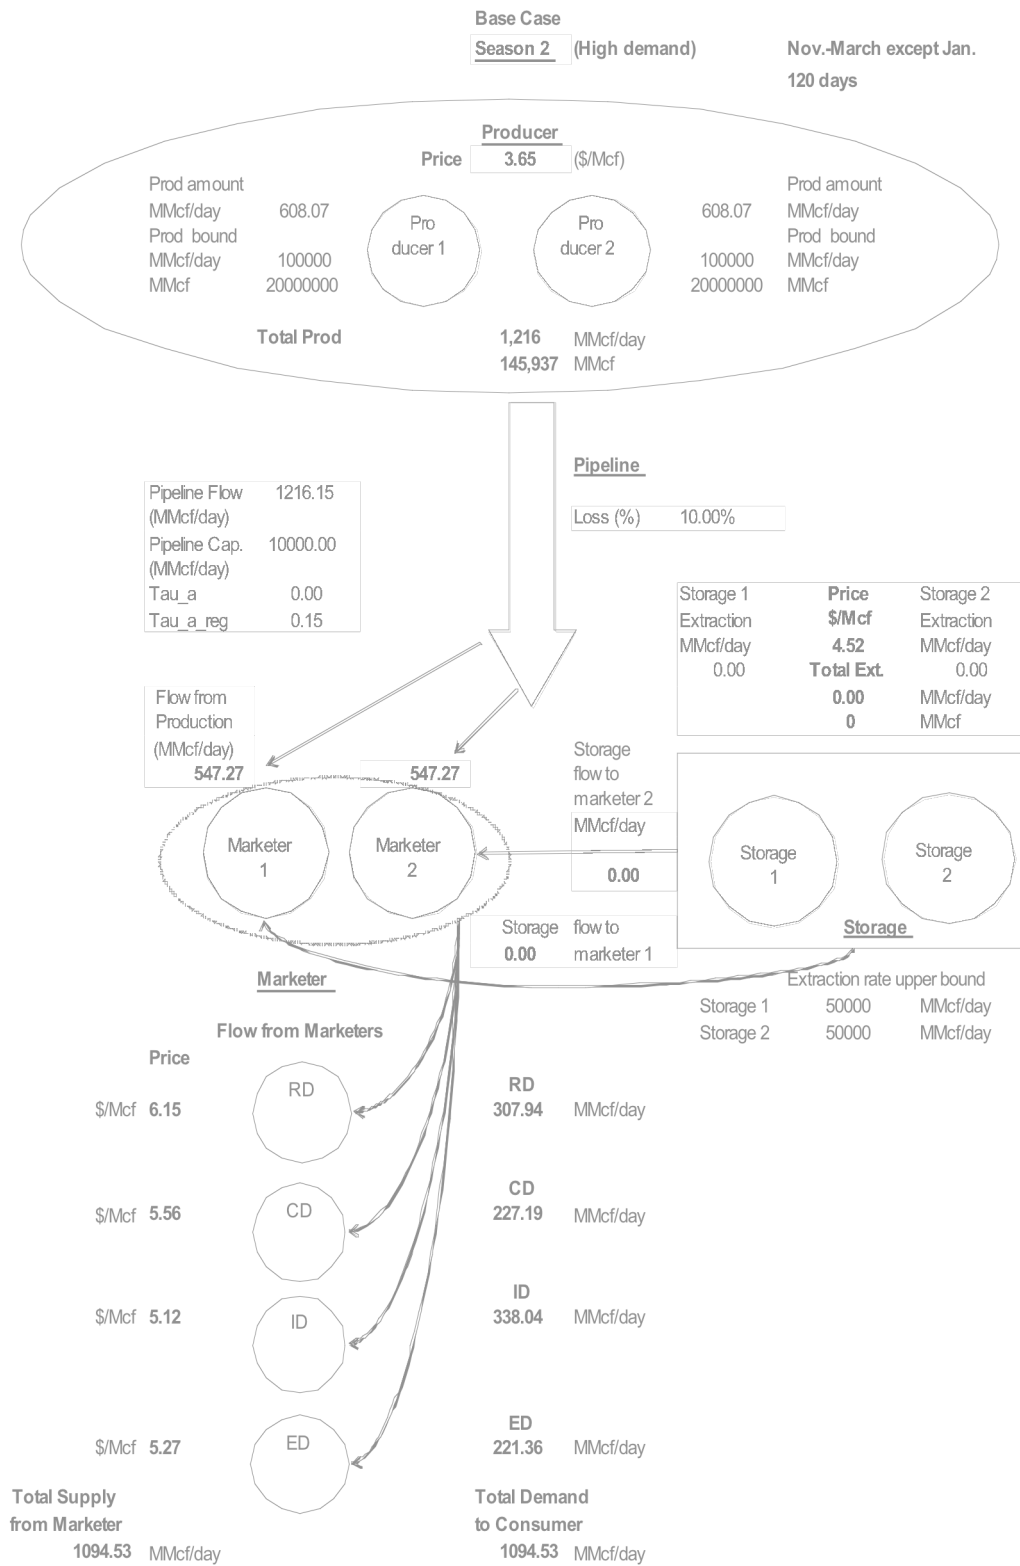 Base Case
Season 2 (High demand) Nov.-March except Jan.
120 days
Producer
Price 3.65 ($/Mcf)
Prod amount Prod amount
MMcf/day 608.07 Pro Pro 608.07 MMcf/day
Prod bound ducer 1 ducer 2 Prod bound
MMcf/day 100000 100000 MMcf/day
MMcf 20000000 20000000 MMcf
Total Prod 1,216 MMcf/day
145,937 MMcf
Pipeline
Pipeline Flow 1216.15
(MMcf/day) Loss (%) 10.00%
Pipeline Cap. 10000.00
(MMcf/day)
Tau_a 0.00
Tau_a_reg 0.15
Storage 1 Price Storage 2
Extraction $/Mcf Extraction
MMcf/day 4.52 MMcf/day
0.00 Total Ext. 0.00
0.00 MMcf/day
0 MMcf
Flow from
Production
(MMcf/day)
547.27 547.27
Storage
flow to
marketer 2
MMcf/day
0.00
Marketer Marketer
1 2
Storage Storage
1 2
Storage
Storage flow to
0.00 marketer 1
Marketer
Extraction rate upper bound
Storage 1 50000 MMcf/day
Storage 2 50000 MMcf/day
Flow from Marketers
Price
RD RD
$/Mcf 6.15 307.94 MMcf/day
CD CD
$/Mcf 5.56 227.19 MMcf/day
ID ID
$/Mcf 5.12 338.04 MMcf/day
ED ED
$/Mcf 5.27 221.36 MMcf/day
Total Supply Total Demand
from Marketer to Consumer
1094.53 MMcf/day 1094.53 MMcf/day